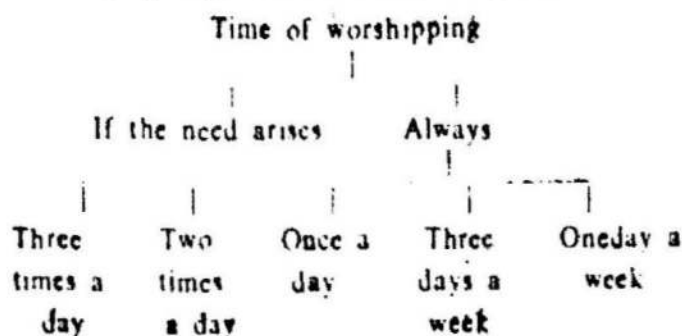 Time of worshipping
If the need arises Always
Three Two Once a Three Oneday a
times a times day days a week
day a day week